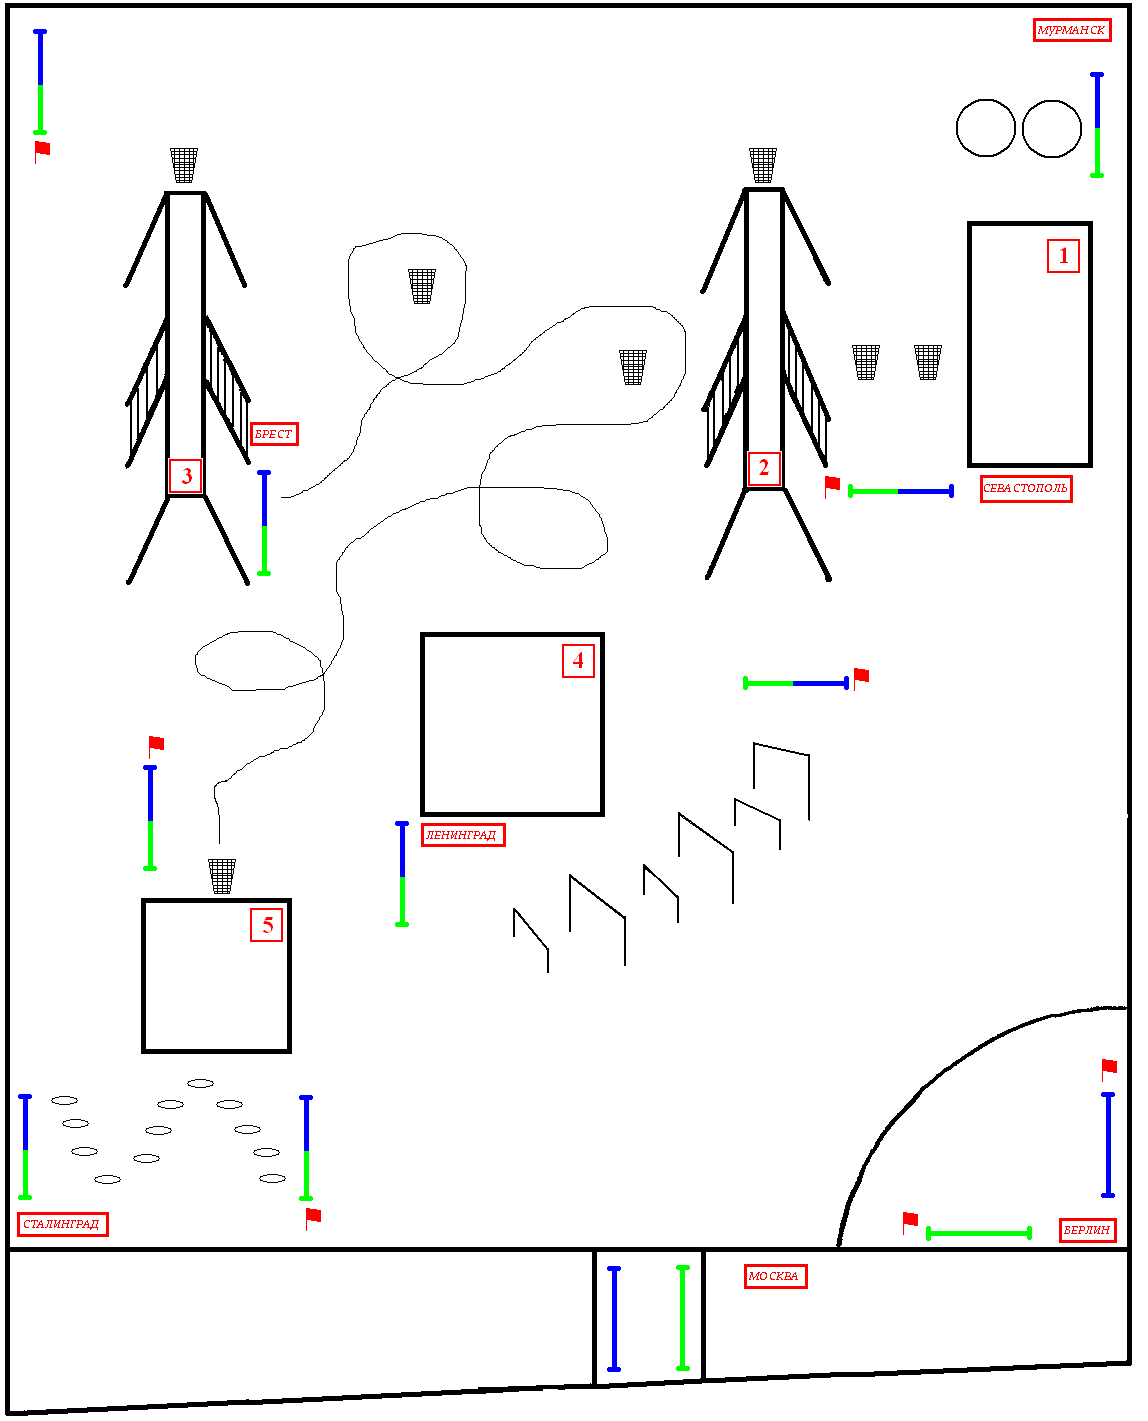 МУРМАНСК
1
БРЕСТ
3
2
СЕВАСТОПОЛЬ
4
ЛЕНИНГРАД
5
СТАЛИНГРАД
БЕРЛИН
МОСКВА